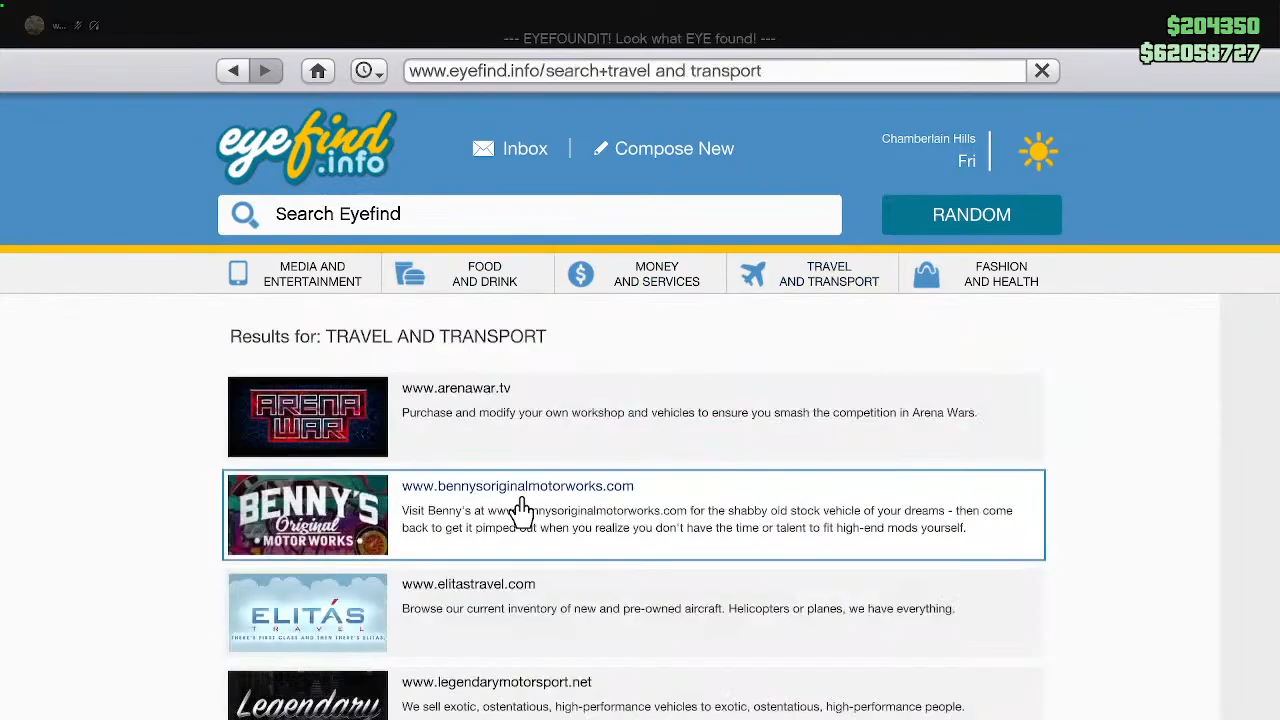 w...
$204350
--- EYEFOUNDIT! Look what EYE found! ---
$62058727
www.eyefind.info/search+travel and transport
eyefind
.info
Inbox
Compose New
Chamberlain Hills
Fri
Search Eyefind
RANDOM
MEDIA AND
ENTERTAINMENT
FOOD
AND DRINK
MONEY
AND SERVICES
TRAVEL
AND TRANSPORT
FASHION
AND HEALTH
Results for: TRAVEL AND TRANSPORT
ARENA
WAR
www.arenawar.tv
Purchase and modify your own workshop and vehicles to ensure you smash the competition in Arena Wars.
BENNY'S
Original
MOTOR WORKS
www.bennysoriginalmotorworks.com
Visit Benny's at www.bennysoriginalmotorworks.com for the shabby old stock vehicle of your dreams - then come
back to get it pimped out when you realize you don't have the time or talent to fit high-end mods yourself.
ELITÁS
TRAVEL
THERE'S FIRST CLASS AND THEN THERE'S ELITAS
www.elitastravel.com
Browse our current inventory of new and pre-owned aircraft. Helicopters or planes, we have everything.
Legendary
www.legendarymotorsport.net
We sell exotic, ostentatious, high-performance vehicles to exotic, ostentatious, high-performance people.